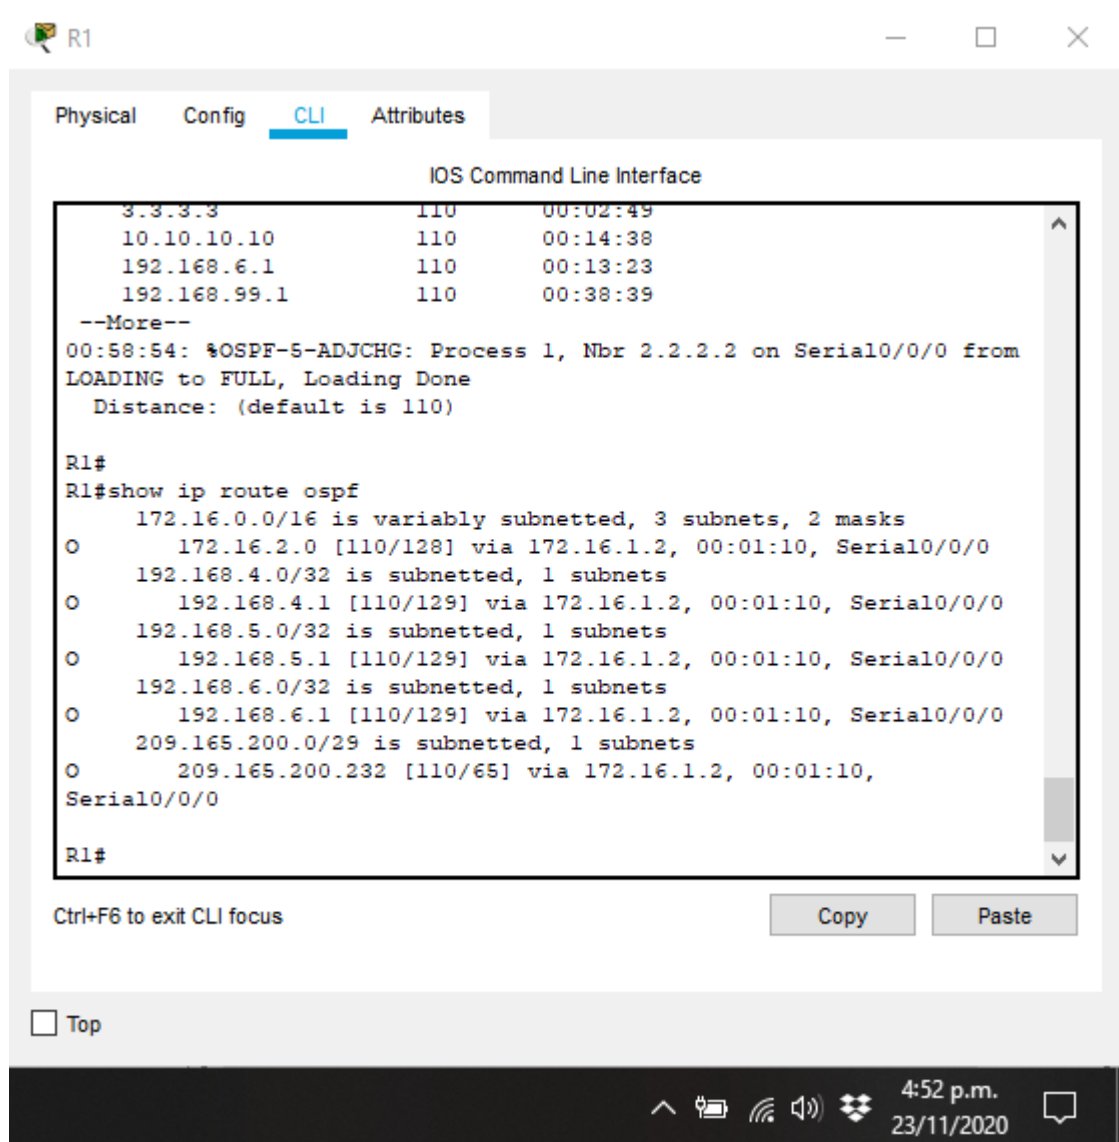 R1
Physical Config CLI Attributes
IOS Command Line Interface
3.3.3.3 110 00:02:49
10.10.10.10 110 00:14:38
192.168.6.1 110 00:13:23
192.168.99.1 110 00:38:39
--More--
00:58:54: %OSPF-5-ADJCHG: Process 1, Nbr 2.2.2.2 on Serial0/0/0 from
LOADING to FULL, Loading Done
Distance: (default is 110)
R1#
R1#show ip route ospf
172.16.0.0/16 is variably subnetted, 3 subnets, 2 masks
O 172.16.2.0 [110/128] via 172.16.1.2, 00:01:10, Serial0/0/0
192.168.4.0/32 is subnetted, 1 subnets
O 192.168.4.1 [110/129] via 172.16.1.2, 00:01:10, Serial0/0/0
192.168.5.0/32 is subnetted, 1 subnets
O 192.168.5.1 [110/129] via 172.16.1.2, 00:01:10, Serial0/0/0
192.168.6.0/32 is subnetted, 1 subnets
O 192.168.6.1 [110/129] via 172.16.1.2, 00:01:10, Serial0/0/0
209.165.200.0/29 is subnetted, 1 subnets
O 209.165.200.232 [110/65] via 172.16.1.2, 00:01:10,
Serial0/0/0
R1#
Ctrl+F6 to exit CLI focus Copy Paste
Top
4:52 p.m.
23/11/2020